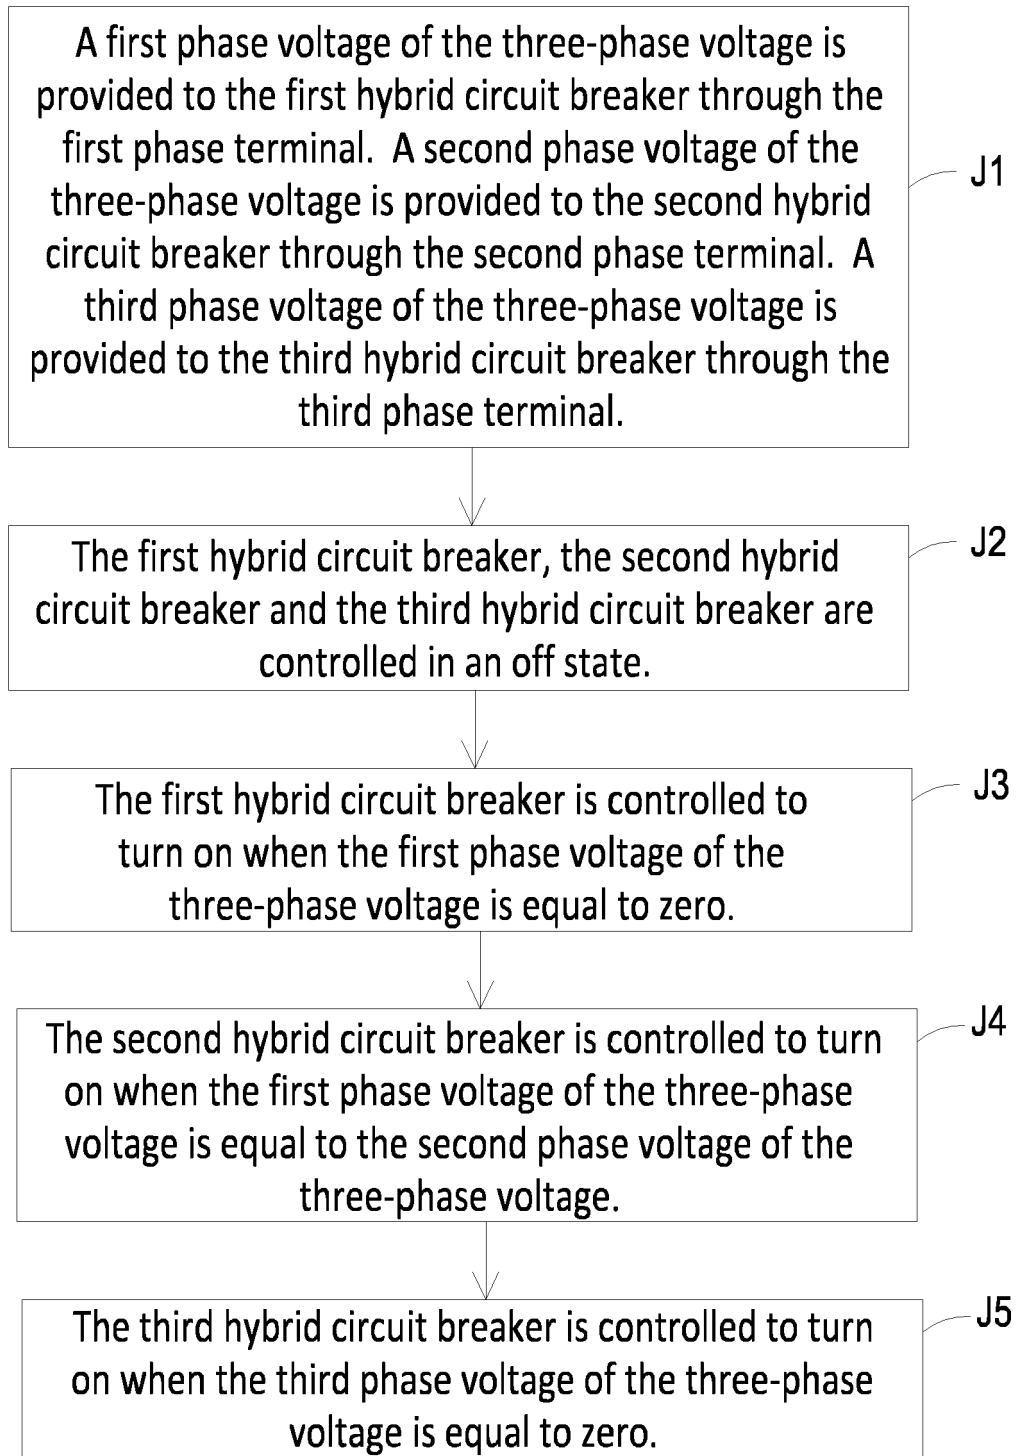 A first phase voltage of the three-phase voltage is
provided to the first hybrid circuit breaker through the
first phase terminal.  A second phase voltage of the
three-phase voltage is provided to the second hybrid
circuit breaker through the second phase terminal.  A
third phase voltage of the three-phase voltage is
provided to the third hybrid circuit breaker through the
third phase terminal.
J1
The first hybrid circuit breaker, the second hybrid
circuit breaker and the third hybrid circuit breaker are
controlled in an off state.
J2
The first hybrid circuit breaker is controlled to
turn on when the first phase voltage of the
three-phase voltage is equal to zero.
J3
The second hybrid circuit breaker is controlled to turn
on when the first phase voltage of the three-phase
voltage is equal to the second phase voltage of the
three-phase voltage.
J4
The third hybrid circuit breaker is controlled to turn
on when the third phase voltage of the three-phase
voltage is equal to zero.
J5